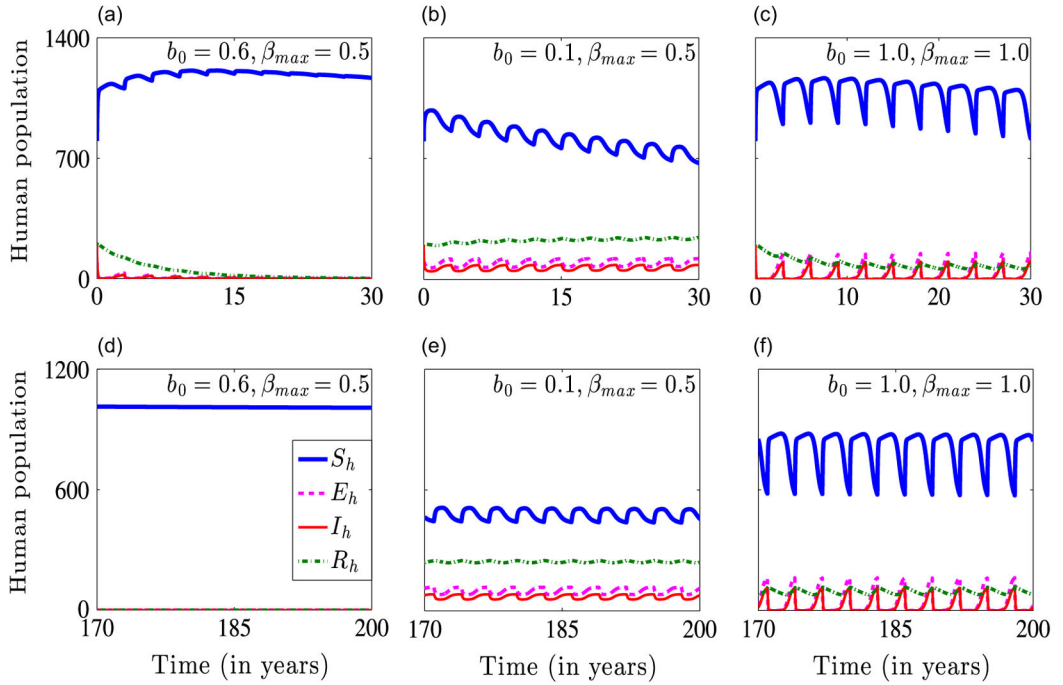 (a)
b₀ = 0.6, βmax = 0.5
(b)
b₀ = 0.1, βmax = 0.5
(c)
b₀ = 1.0, βmax = 1.0
Human population
1400
700
0
0 15 30
0 15 30
0 15 30
(d)
b₀ = 0.6, βmax = 0.5
(e)
b₀ = 0.1, βmax = 0.5
(f)
b₀ = 1.0, βmax = 1.0
Human population
1200
600
0
Sh
Eh
Ih
Rh
170 185 200
170 185 200
170 185 200
Time (in years)
Time (in years)
Time (in years)